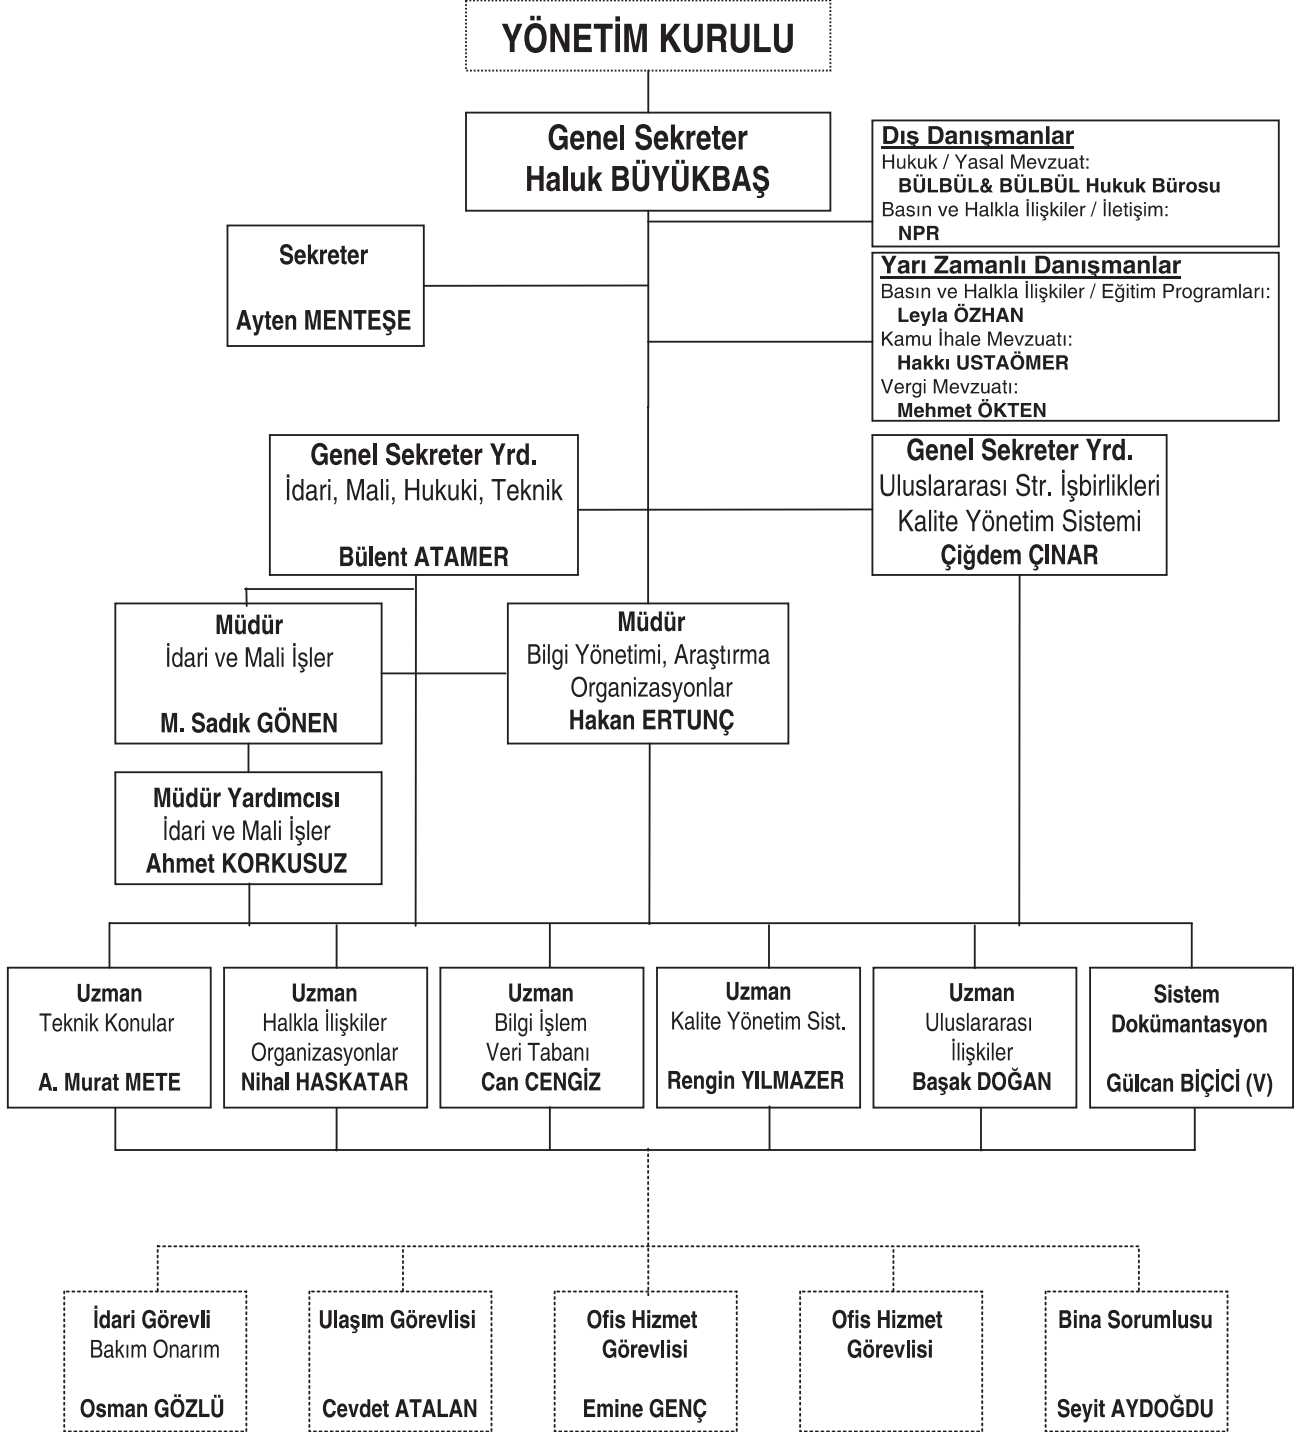 YÖNETİM KURULU
Genel Sekreter
Haluk BÜYÜKBAŞ
Dış Danışmanlar
Hukuk / Yasal Mevzuat:
BÜLBÜL& BÜLBÜL Hukuk Bürosu
Basın ve Halkla İlişkiler / İletişim:
NPR
Sekreter
Ayten MENTEŞE
Yarı Zamanlı Danışmanlar
Basın ve Halkla İlişkiler / Eğitim Programları:
Leyla ÖZHAN
Kamu İhale Mevzuatı:
Hakkı USTAÖMER
Vergi Mevzuatı:
Mehmet ÖKTEN
Genel Sekreter Yrd.
İdari, Mali, Hukuki, Teknik
Bülent ATAMER
Genel Sekreter Yrd.
Uluslararası Str. İşbirlikleri
Kalite Yönetim Sistemi
Çiğdem ÇINAR
Müdür
İdari ve Mali İşler
M. Sadık GÖNEN
Müdür
Bilgi Yönetimi, Araştırma
Organizasyonlar
Hakan ERTUNÇ
Müdür Yardımcısı
İdari ve Mali İşler
Ahmet KORKUSUZ
Uzman
Teknik Konular
A. Murat METE
Uzman
Halkla İlişkiler
Organizasyonlar
Nihal HASKATAR
Uzman
Bilgi İşlem
Veri Tabanı
Can CENGİZ
Uzman
Kalite Yönetim Sist.
Rengin YILMAZER
Uzman
Uluslararası
İlişkiler
Başak DOĞAN
Sistem
Dokümantasyon
Gülcan BİÇİCİ (V)
İdari Görevli
Bakım Onarım
Osman GÖZLÜ
Ulaşım Görevlisi
Cevdet ATALAN
Ofis Hizmet
Görevlisi
Emine GENÇ
Ofis Hizmet
Görevlisi
Bina Sorumlusu
Seyit AYDOĞDU